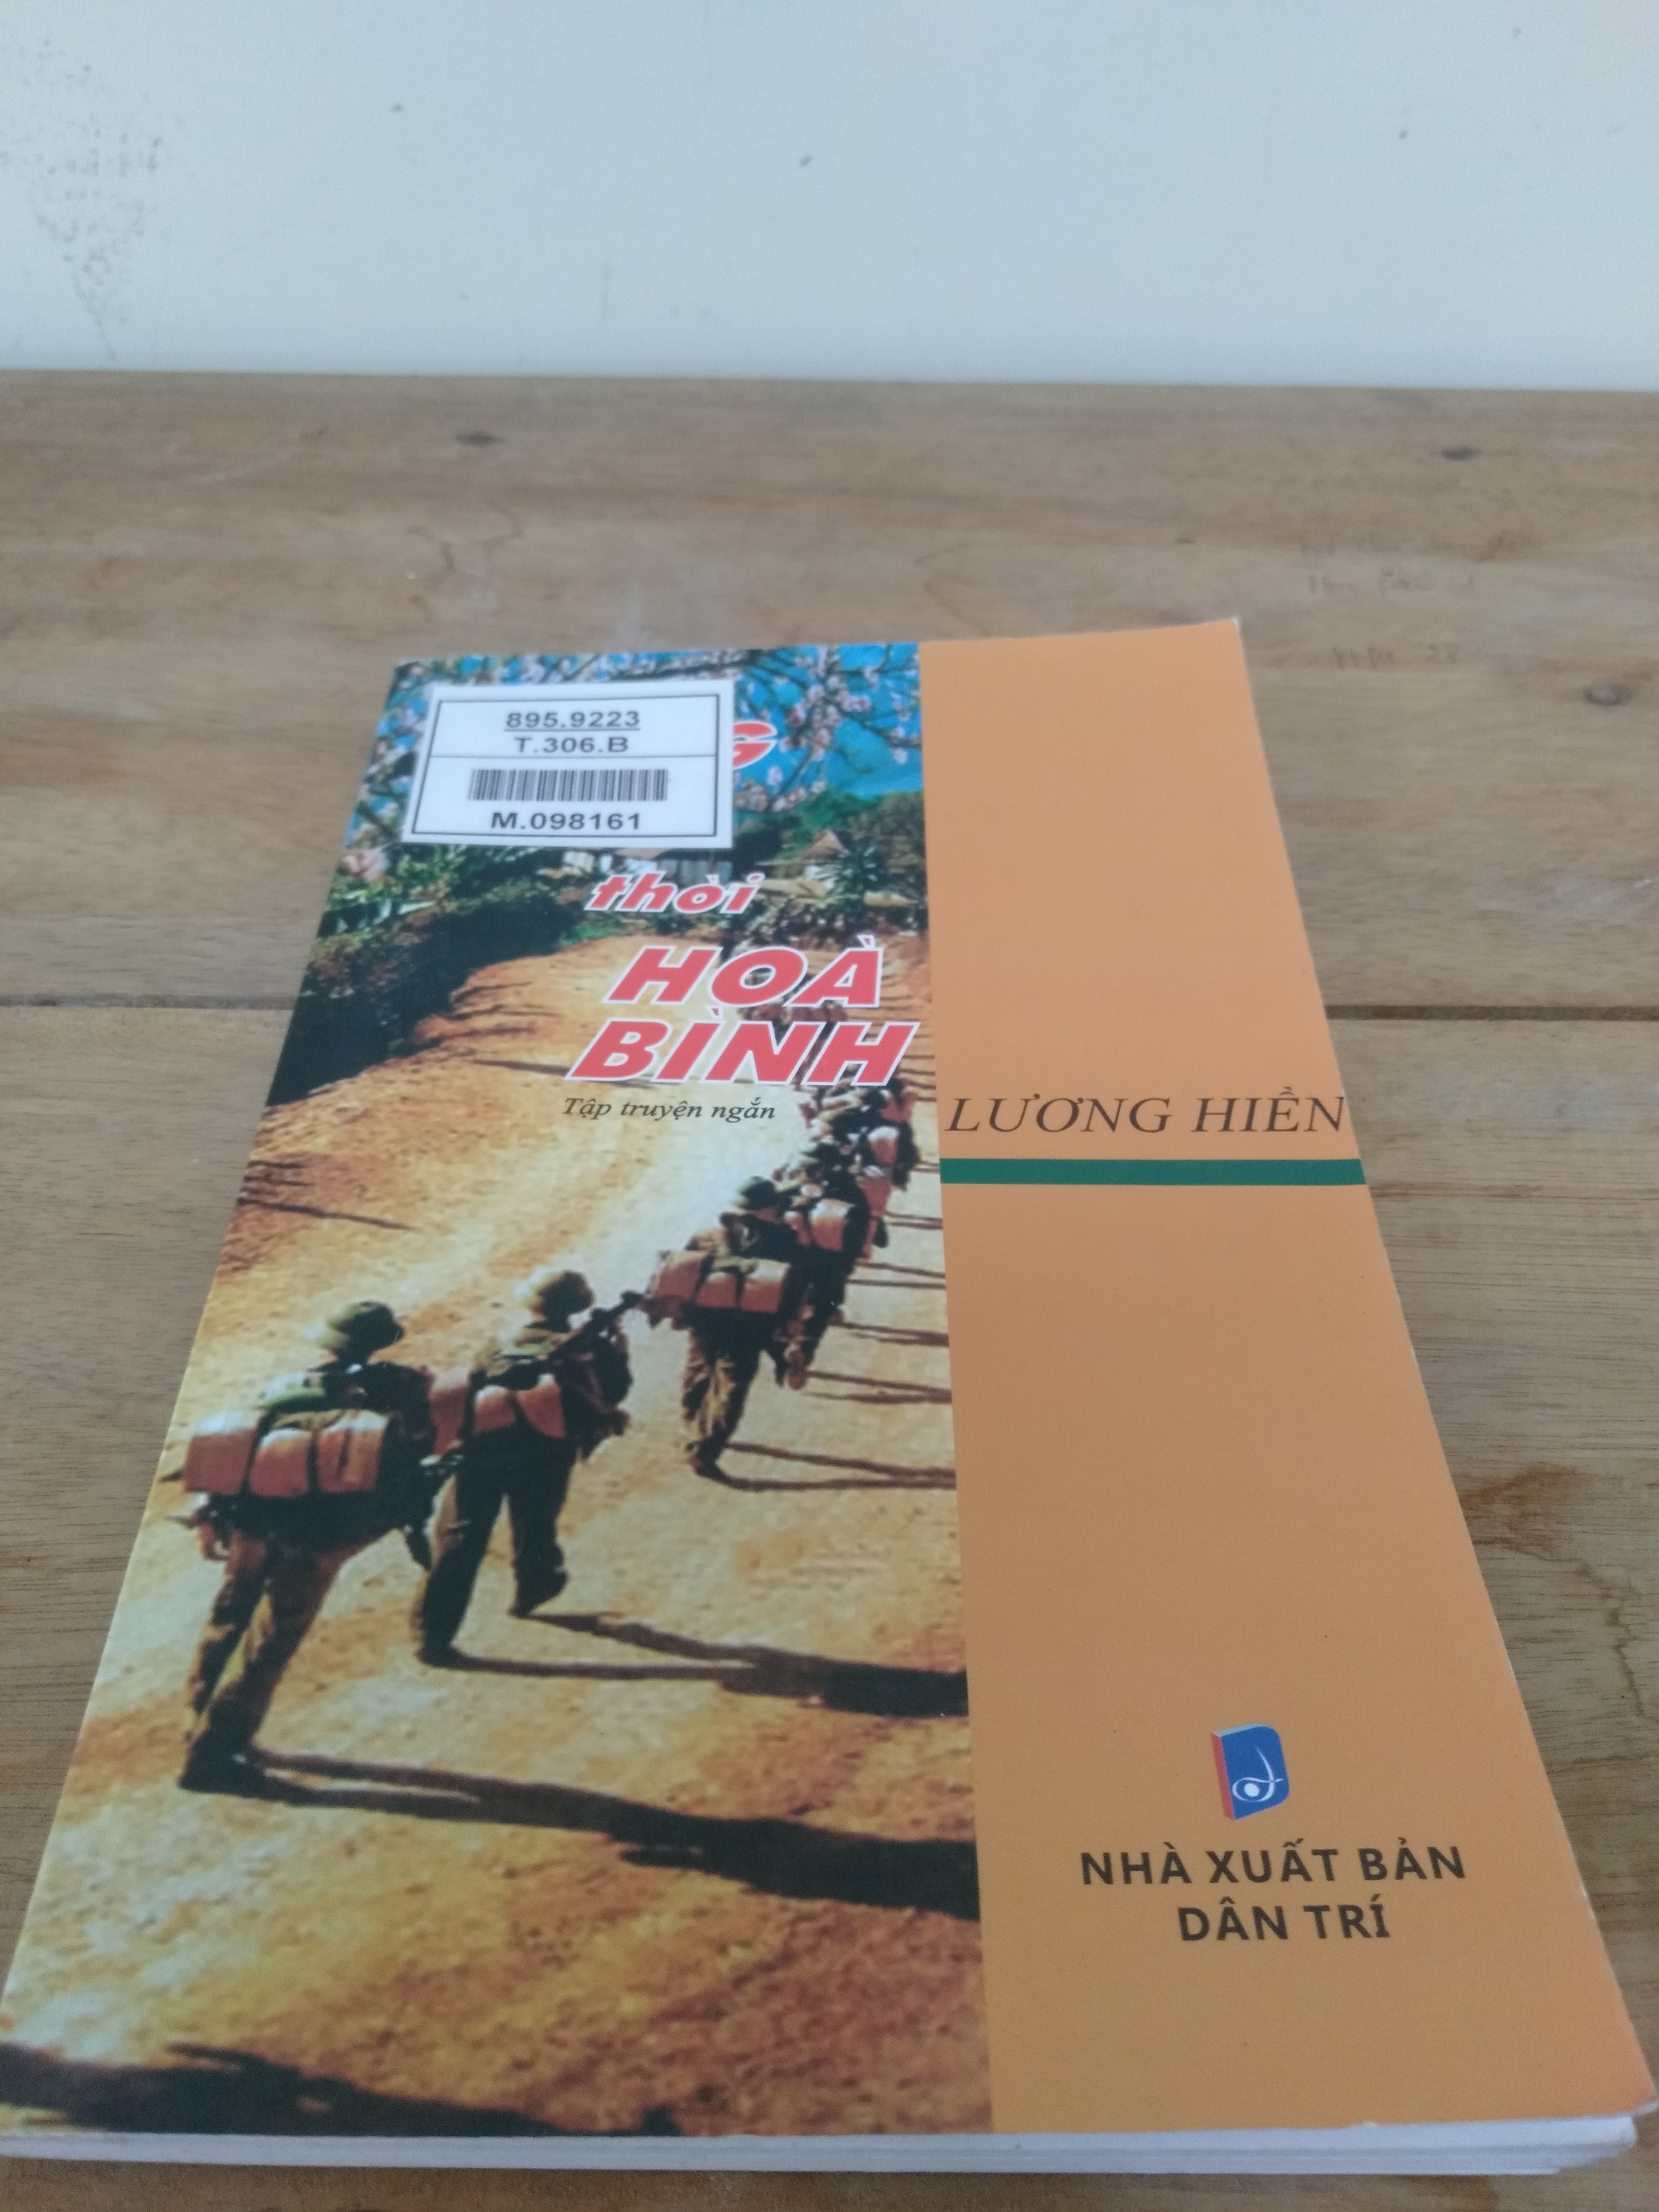 895.9223
T.306.B
M.098161
G
thời
HOÀ
BÌNH
Tập truyện ngắn
LƯƠNG HIỀN
NHÀ XUẤT BẢN
DÂN TRÍ